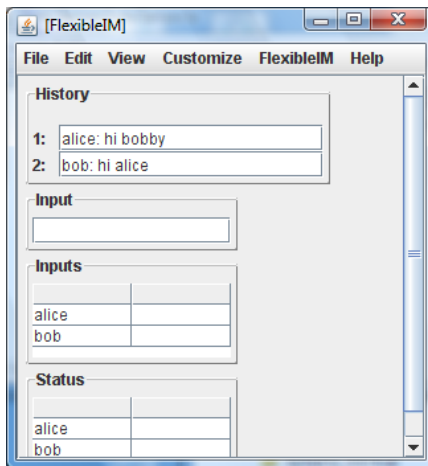 [FlexibleIM]
File Edit View Customize FlexibleIM Help
History
1: alice: hi bobby
2: bob: hi alice
Input
Inputs
alice
bob
Status
alice
bob